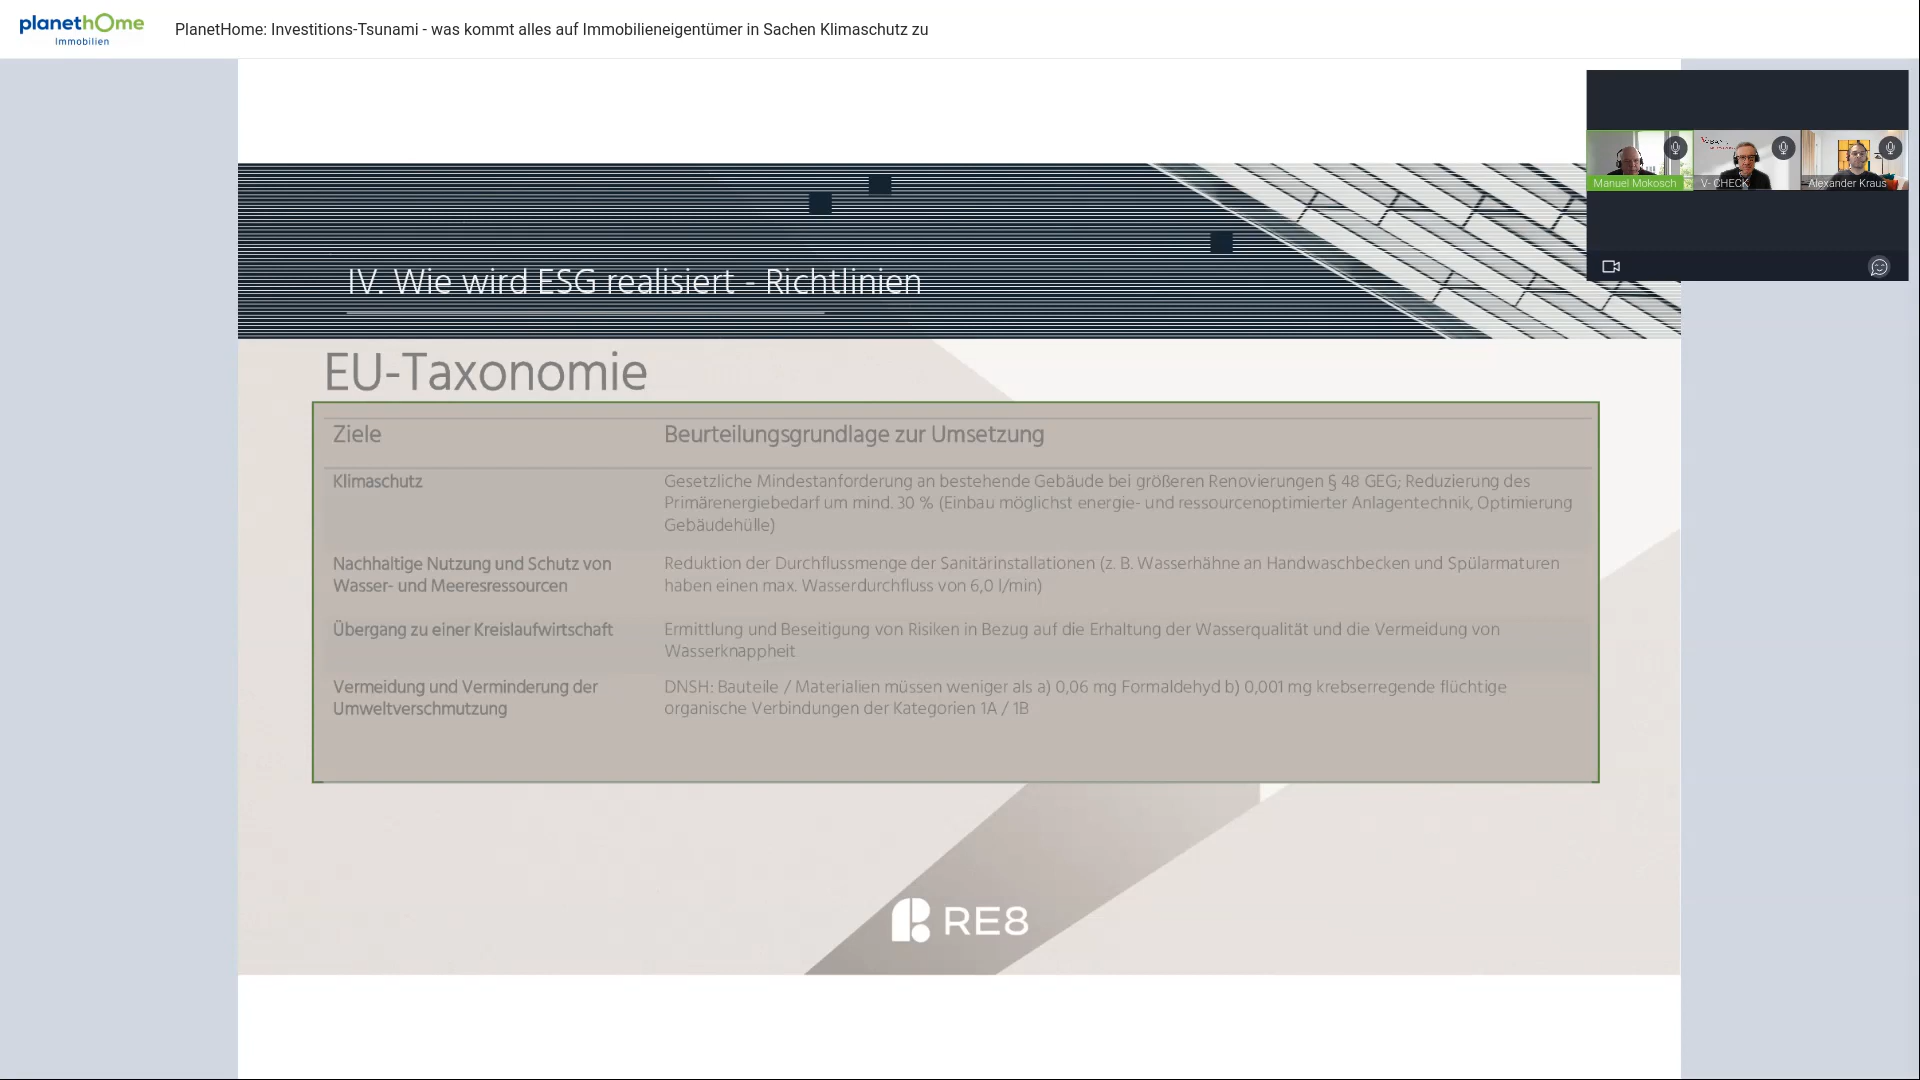 planethome
Immobilien
PlanetHome: Investitions-Tsunami - was kommt alles auf Immobilieneigentümer in Sachen Klimaschutz zu
Manuel Mokosch
V- CHECK
Alexander Kraus
IV. Wie wird ESG realisiert - Richtlinien
EU-Taxonomie
Ziele
Beurteilungsgrundlage zur Umsetzung
Klimaschutz
Gesetzliche Mindestanforderung an bestehende Gebäude bei größeren Renovierungen § 48 GEG; Reduzierung des
Primärenergiebedarf um mind. 30 % (Einbau möglichst energie- und ressourcenoptimierter Anlagentechnik, Optimierung
Gebäudehülle)
Nachhaltige Nutzung und Schutz von
Wasser- und Meeresressourcen
Reduktion der Durchflussmenge der Sanitärinstallationen (z. B. Wasserhähne an Handwaschbecken und Spülarmaturen
haben einen max. Wasserdurchfluss von 6,0 l/min)
Übergang zu einer Kreislaufwirtschaft
Ermittlung und Beseitigung von Risiken in Bezug auf die Erhaltung der Wasserqualität und die Vermeidung von
Wasserknappheit
Vermeidung und Verminderung der
Umweltverschmutzung
DNSH: Bauteile / Materialien müssen weniger als a) 0,06 mg Formaldehyd b) 0,001 mg krebserregende flüchtige
organische Verbindungen der Kategorien 1A / 1B
RE8